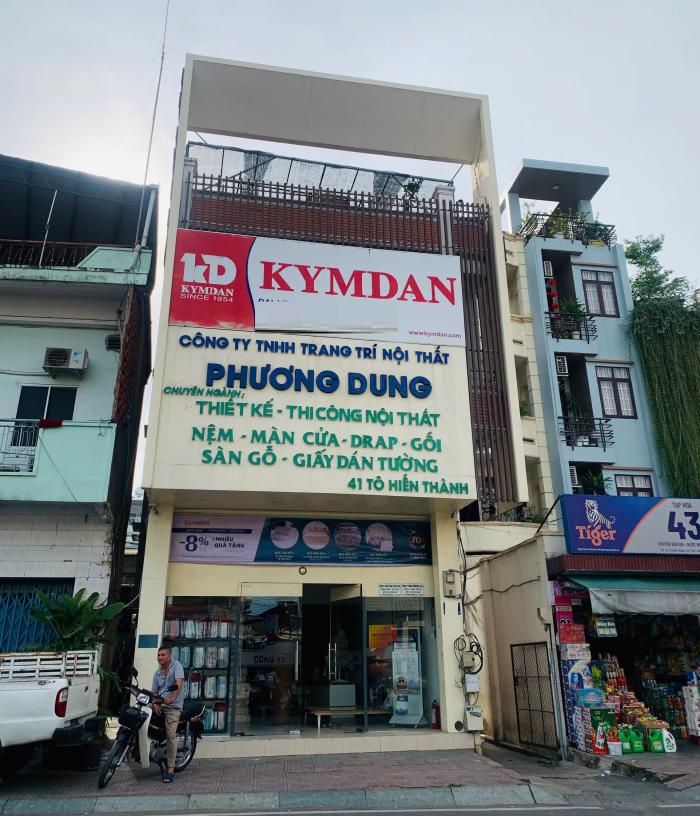 KD
KYMDAN
SINCE 1954
KYMDAN
www.kymdan.com
CÔNG TY TNHH TRANG TRÍ NỘI THẤT
PHƯƠNG DUNG
CHUYÊN NGÀNH:
THIẾT KẾ - THI CÔNG NỘI THẤT
NỆM - MÀN CỬA - DRAP - GỐI
SÀN GỖ - GIẤY DÁN TƯỜNG
41 TÔ HIẾN THÀNH
Kymdan
-8% + NHIỀU
QUÀ TẶNG
CÔNG TY
Tiger
TẠP HÓA
43